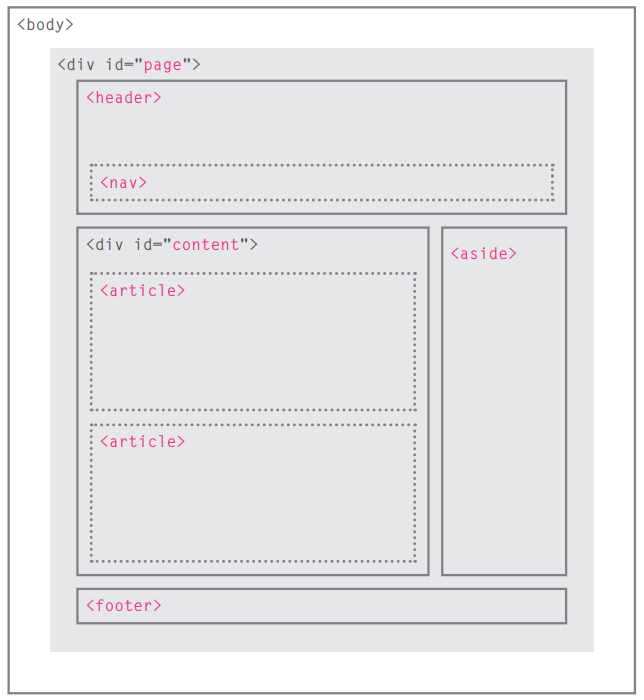 <body>
<div id="page">
<header>
<nav>
<div id="content">
<aside>
<article>
<article>
<footer>